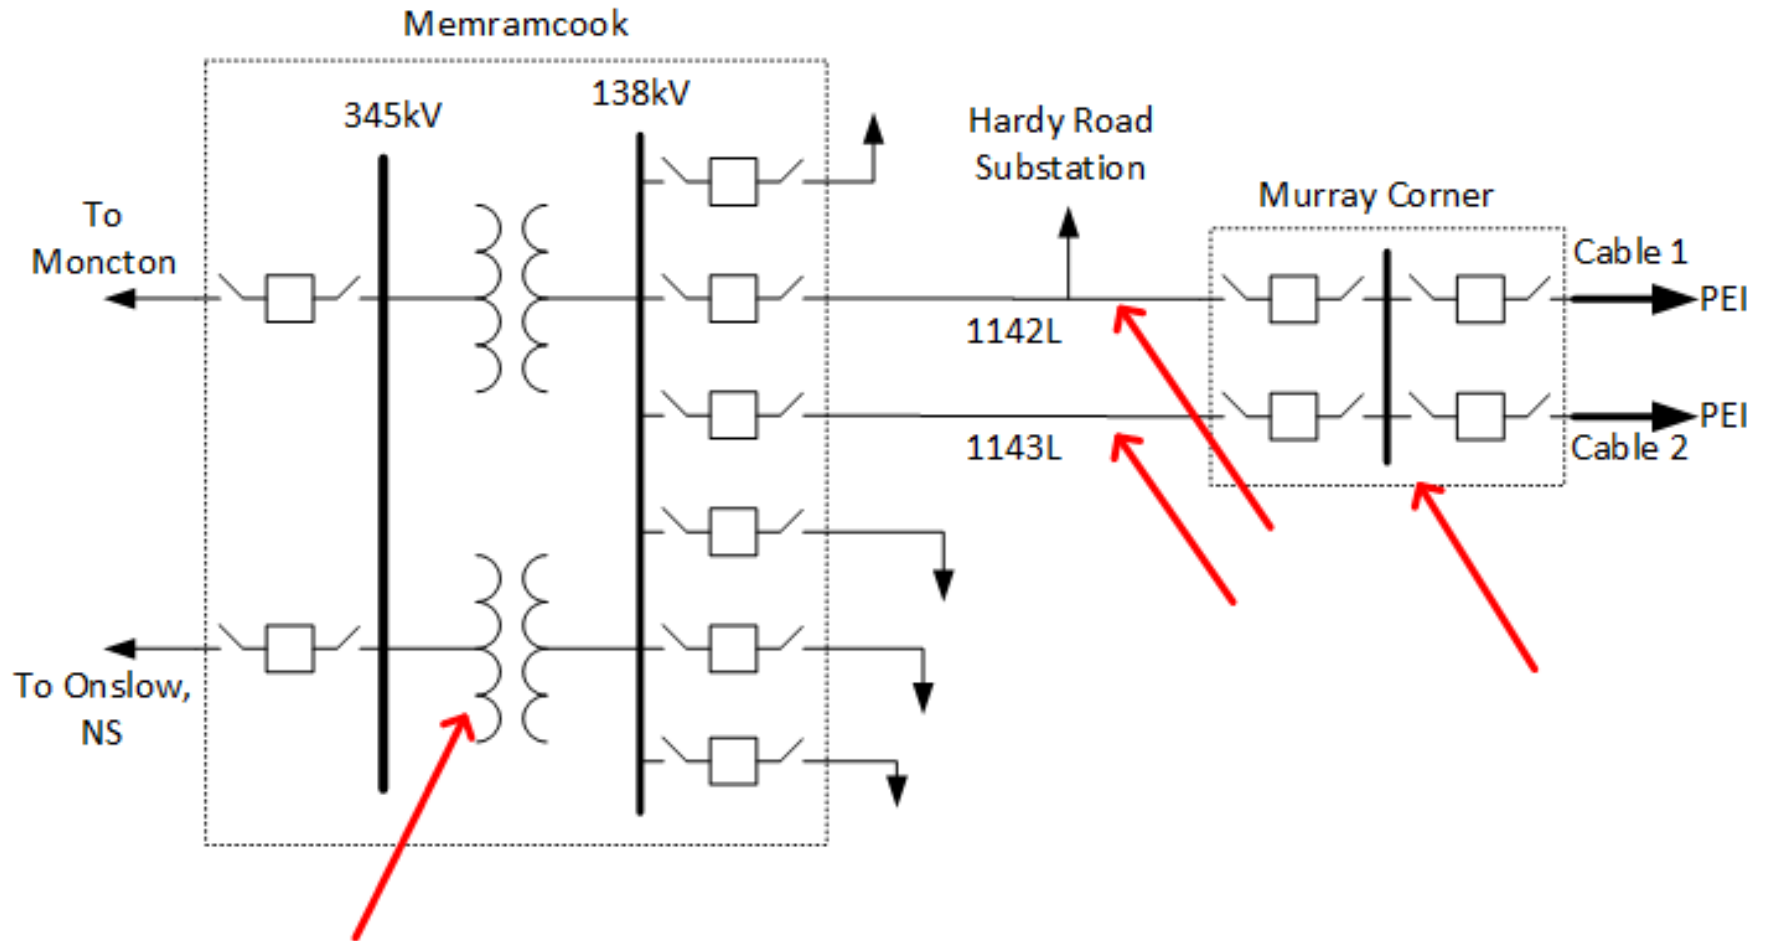 Memramcook
345kV
138kV
To
Moncton
To Onslow,
NS
Hardy Road
Substation
1142L
1143L
Murray Corner
Cable 1
PEI
PEI
Cable 2